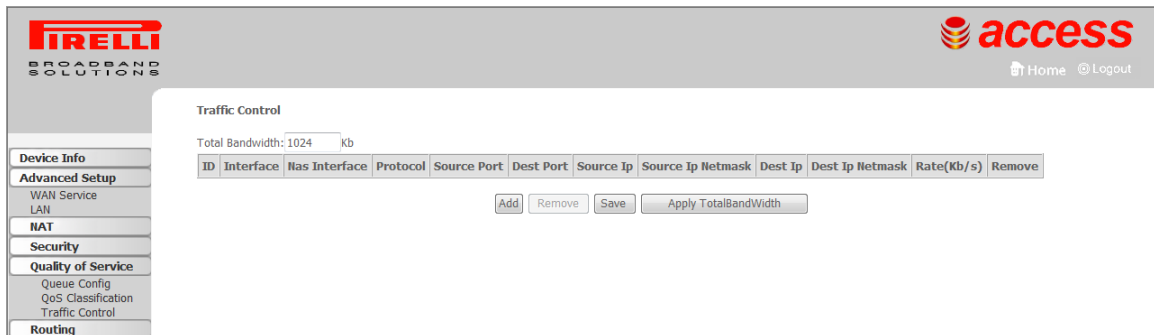 PIRELLI
BROADBAND
SOLUTIONS
access
Home Logout
Traffic Control
Total Bandwidth: 1024 Kb
ID Interface Nas Interface Protocol Source Port Dest Port Source Ip Source Ip Netmask Dest Ip Dest Ip Netmask Rate(Kb/s) Remove
Add Remove Save Apply TotalBandWidth
Device Info
Advanced Setup
WAN Service
LAN
NAT
Security
Quality of Service
Queue Config
QoS Classification
Traffic Control
Routing